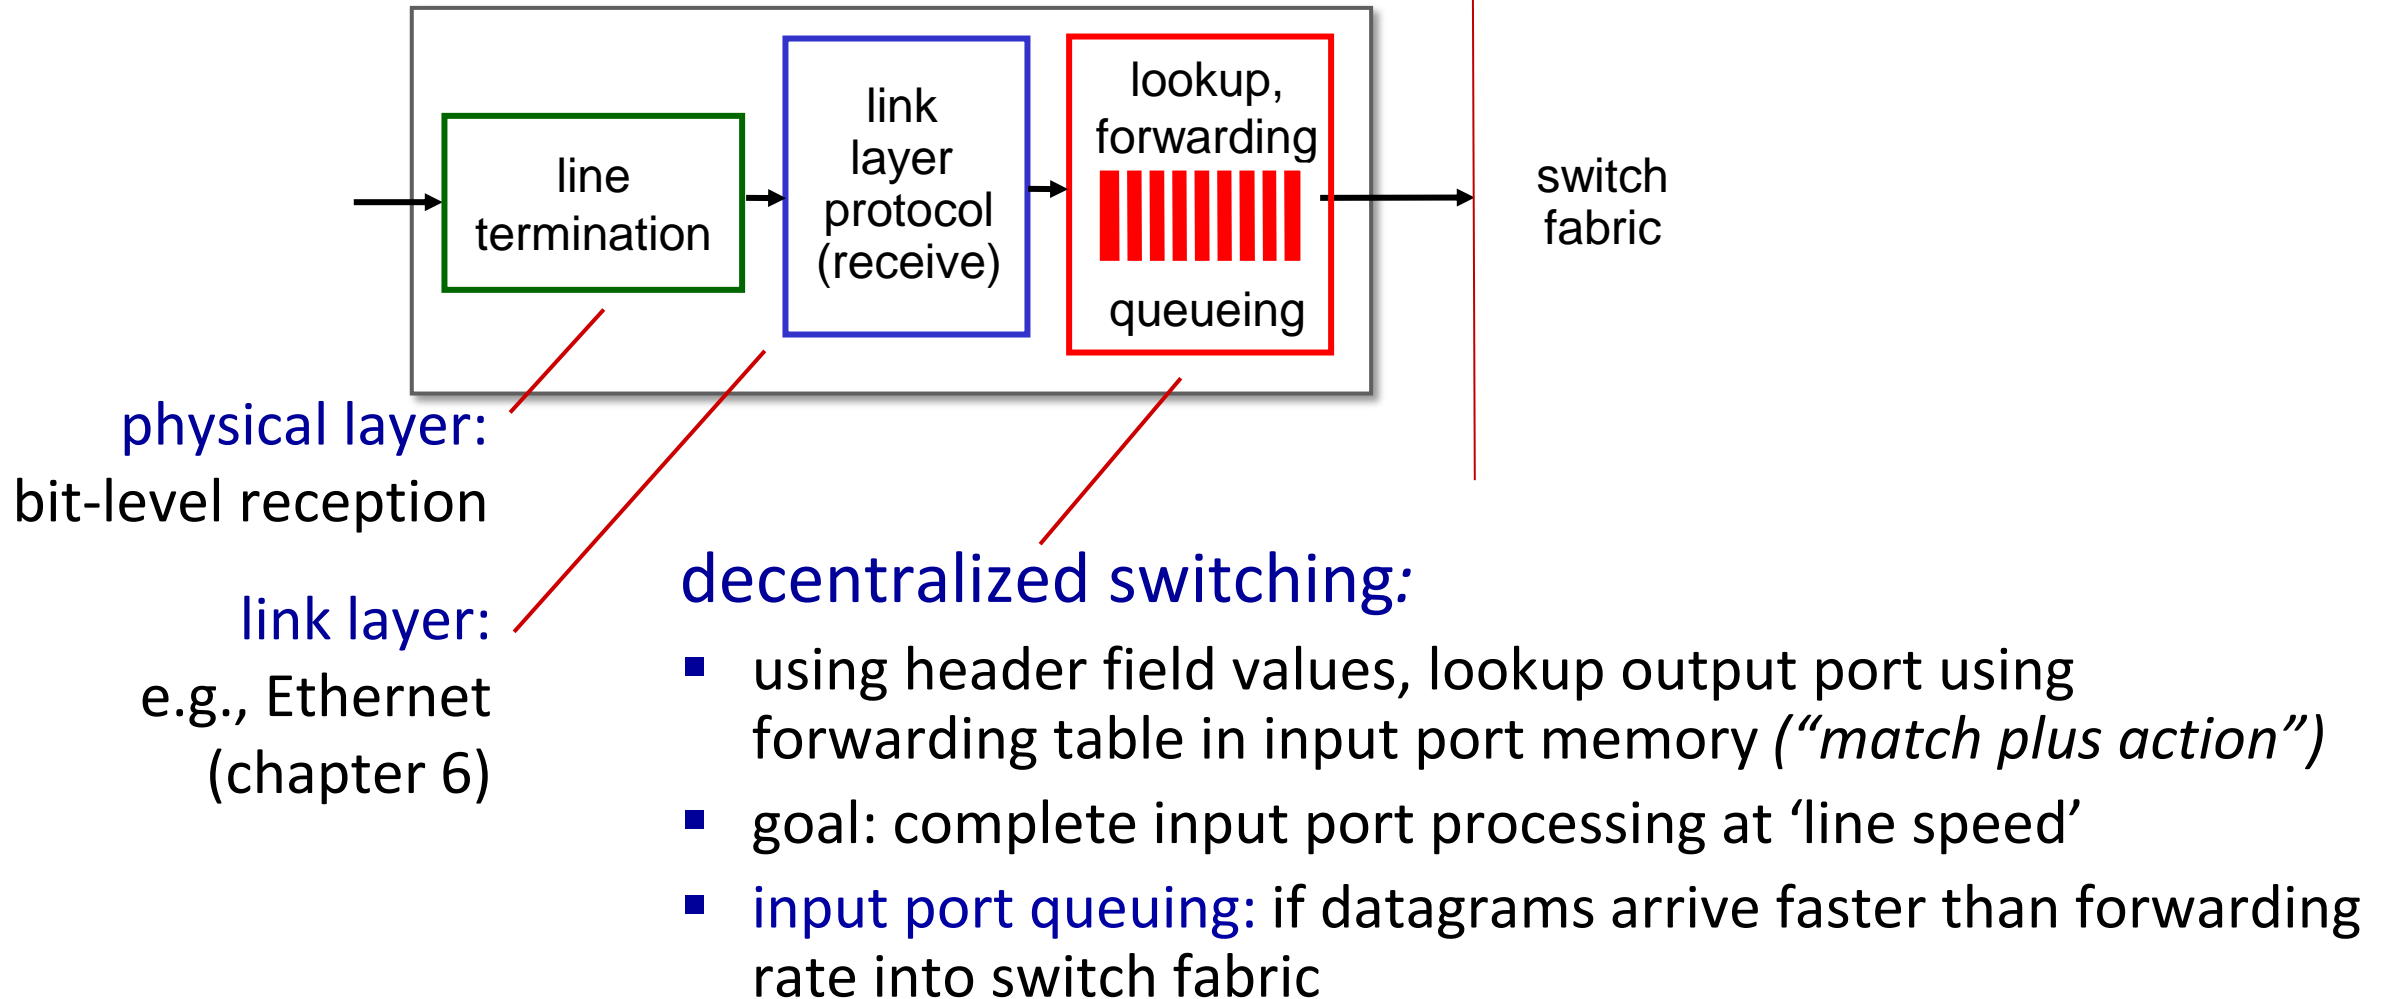 line
termination
link
layer
protocol
(receive)
lookup,
forwarding
queueing
switch
fabric
physical layer:
bit-level reception
link layer:
e.g., Ethernet
(chapter 6)
decentralized switching:
using header field values, lookup output port using
forwarding table in input port memory (“match plus action”)
goal: complete input port processing at ‘line speed’
input port queuing: if datagrams arrive faster than forwarding
rate into switch fabric